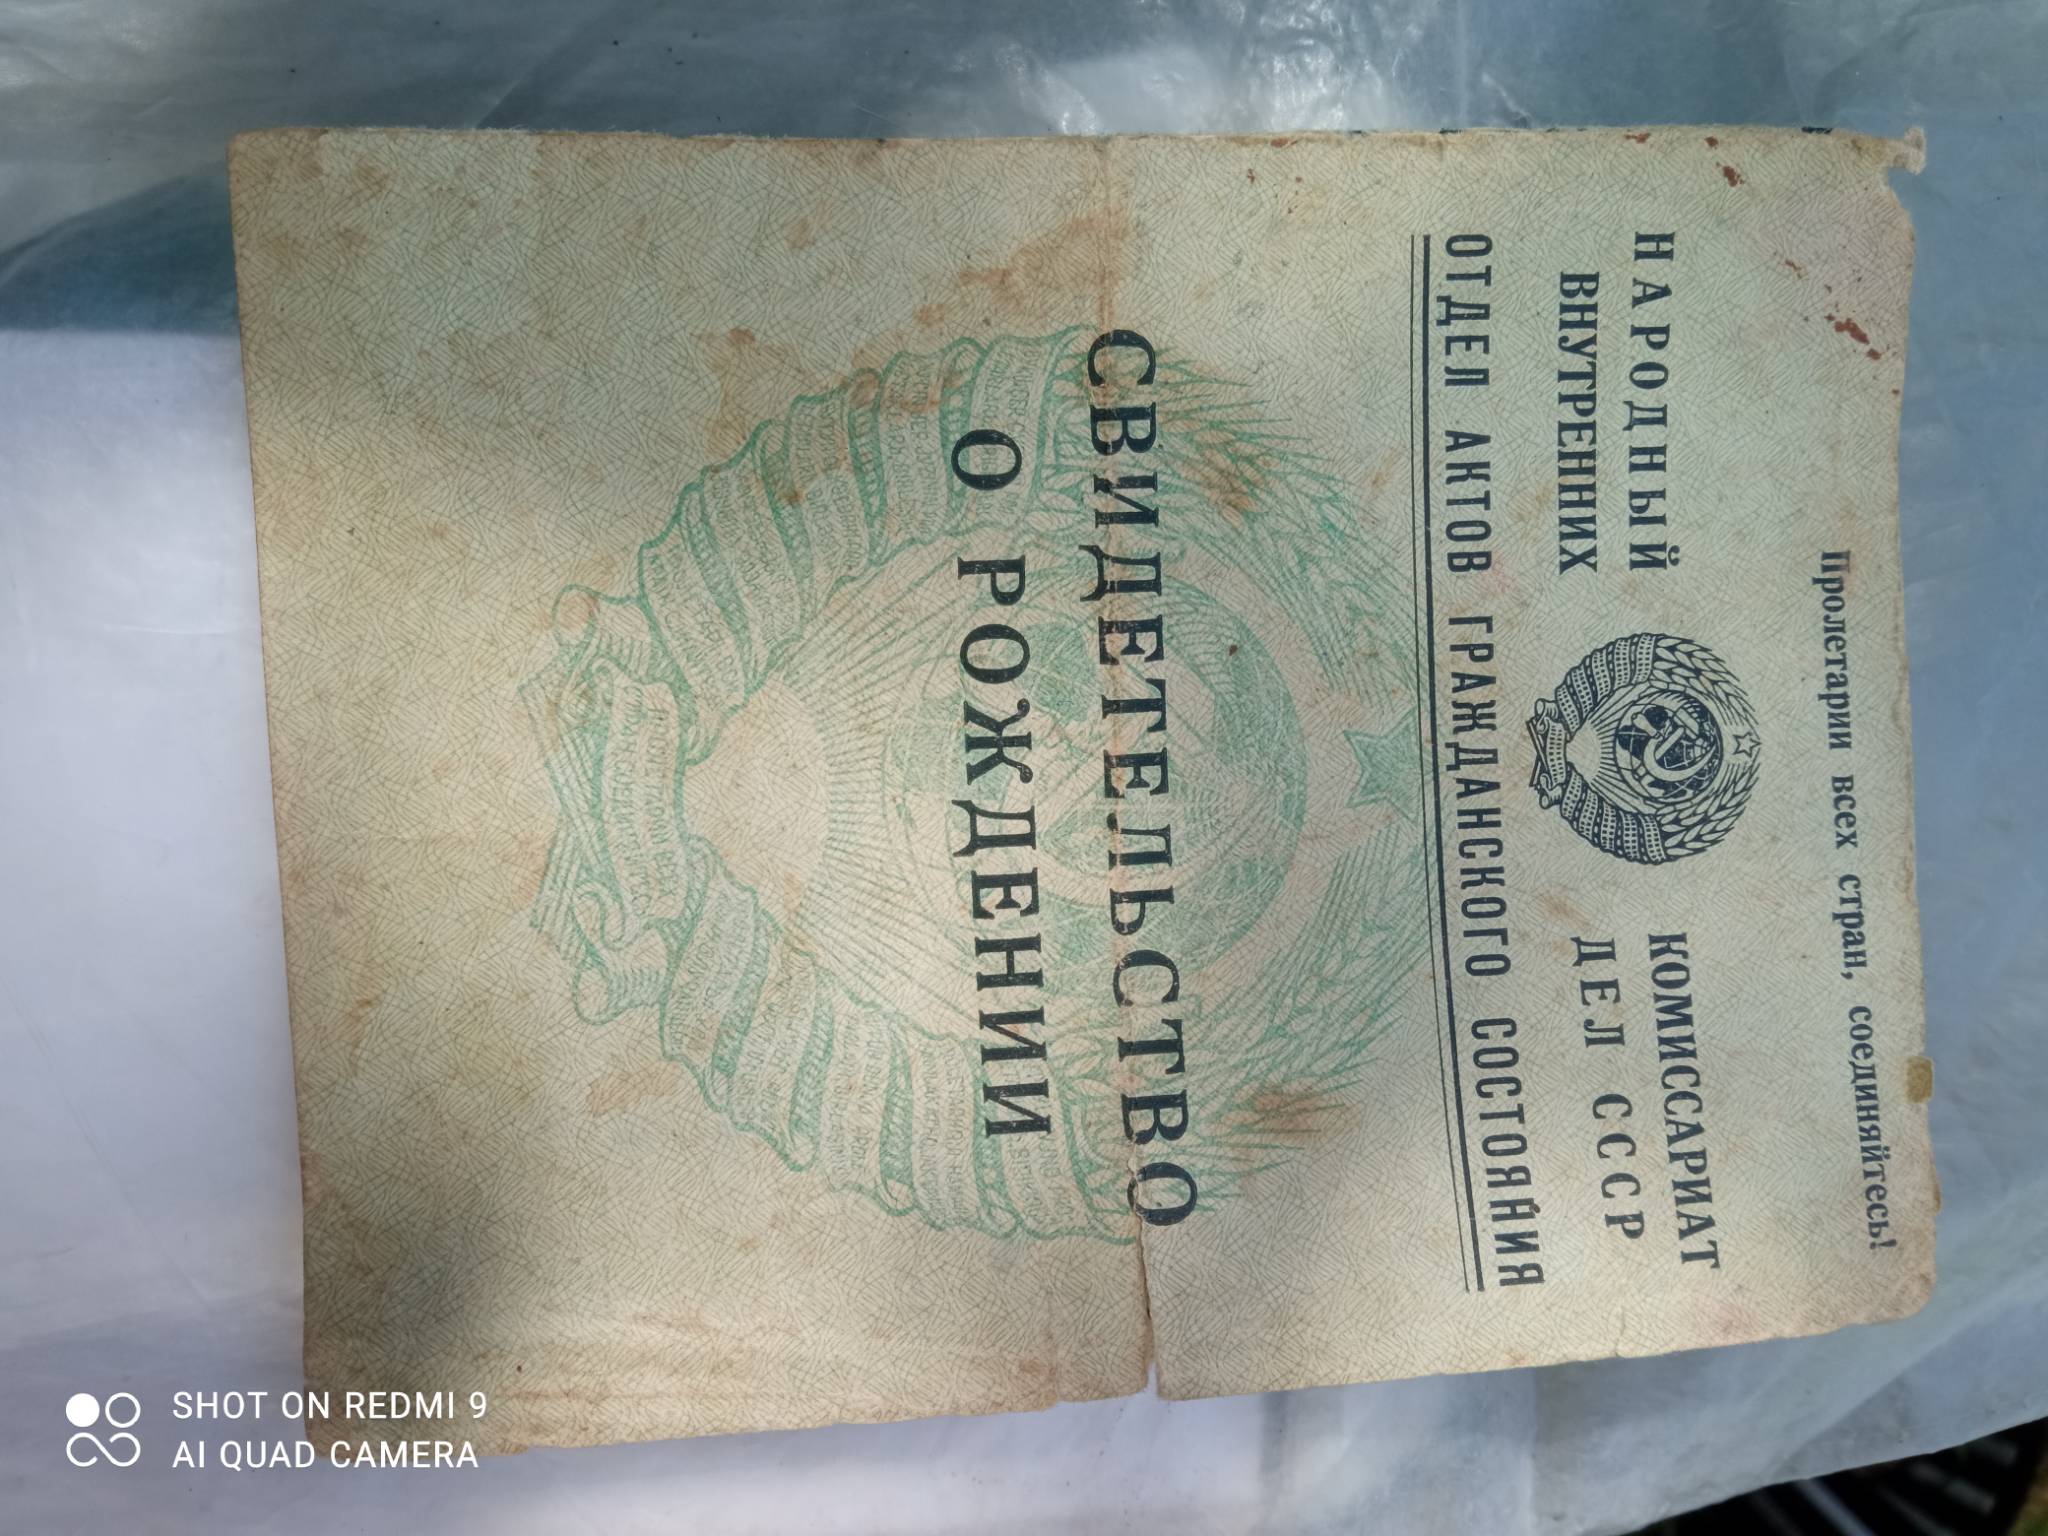 Пролетарии всех стран, соединяйтесь!
НАРОДНЫЙ КОМИССАРИАТ
ВНУТРЕННИХ ДЕЛ СССР
ОТДЕЛ АКТОВ ГРАЖДАНСКОГО СОСТОЯНИЯ
СВИДЕТЕЛЬСТВО
О РОЖДЕНИИ
SHOT ON REDMI 9
AI QUAD CAMERA